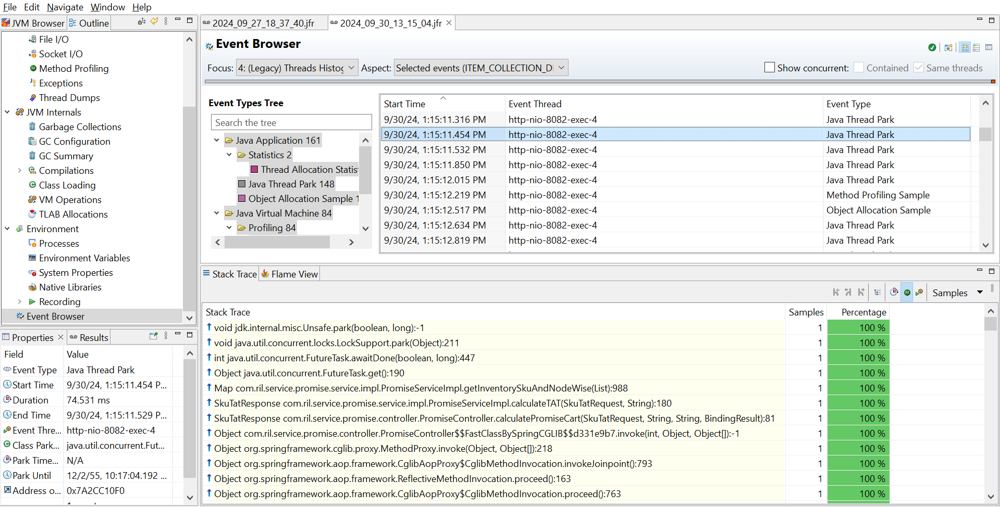 File Edit Navigate Window Help
JVM Browser Outline
File I/O
Socket I/O
Method Profiling
Exceptions
Thread Dumps
JVM Internals
Garbage Collections
GC Configuration
GC Summary
Compilations
Class Loading
VM Operations
TLAB Allocations
Environment
Processes
Environment Variables
System Properties
Native Libraries
Recording
Event Browser
Properties Results
Field Value
Event Type Java Thread Park
Start Time 9/30/24, 1:15:11.454 P...
Duration 74.531 ms
End Time 9/30/24, 1:15:11.529 P...
Event Thre... http-nio-8082-exec-4
Class Park... java.util.concurrent.Fut...
Park Time... N/A
Park Until 12/2/55, 10:17:04.192 ...
Address o... 0x7A2CC10F0
2024_09_27_18_37_40.jfr 2024_09_30_13_15_04.jfr
Event Browser
Focus: 4: (Legacy) Threads Histog Aspect: Selected events (ITEM_COLLECTION_D Show concurrent: Contained Same threads
Event Types Tree
Search the tree
Java Application 161
Statistics 2
Thread Allocation Statis
Java Thread Park 148
Object Allocation Sample 1
Java Virtual Machine 84
Profiling 84
Start Time Event Thread Event Type
9/30/24, 1:15:11.316 PM http-nio-8082-exec-4 Java Thread Park
9/30/24, 1:15:11.454 PM http-nio-8082-exec-4 Java Thread Park
9/30/24, 1:15:11.532 PM http-nio-8082-exec-4 Java Thread Park
9/30/24, 1:15:11.850 PM http-nio-8082-exec-4 Java Thread Park
9/30/24, 1:15:12.015 PM http-nio-8082-exec-4 Java Thread Park
9/30/24, 1:15:12.219 PM http-nio-8082-exec-4 Method Profiling Sample
9/30/24, 1:15:12.517 PM http-nio-8082-exec-4 Object Allocation Sample
9/30/24, 1:15:12.634 PM http-nio-8082-exec-4 Java Thread Park
9/30/24, 1:15:12.819 PM http-nio-8082-exec-4 Java Thread Park
Stack Trace Flame View
Samples
Stack Trace Samples Percentage
void jdk.internal.misc.Unsafe.park(boolean, long):-1 1 100 %
void java.util.concurrent.locks.LockSupport.park(Object):211 1 100 %
int java.util.concurrent.FutureTask.awaitDone(boolean, long):447 1 100 %
Object java.util.concurrent.FutureTask.get():190 1 100 %
Map com.ril.service.promise.service.impl.PromiseServiceImpl.getInventorySkuAndNodeWise(List):988 1 100 %
SkuTatResponse com.ril.service.promise.service.impl.PromiseServiceImpl.calculateTAT(SkuTatRequest, String):180 1 100 %
SkuTatResponse com.ril.service.promise.controller.PromiseController.calculatePromiseCart(SkuTatRequest, String, String, BindingResult):81 1 100 %
Object com.ril.service.promise.controller.PromiseController$$FastClassBySpringCGLIB$$d331e9b7.invoke(int, Object, Object[]):-1 1 100 %
Object org.springframework.cglib.proxy.MethodProxy.invoke(Object, Object[]):218 1 100 %
Object org.springframework.aop.framework.CglibAopProxy$CglibMethodInvocation.invokeJoinpoint():793 1 100 %
Object org.springframework.aop.framework.ReflectiveMethodInvocation.proceed():163 1 100 %
Object org.springframework.aop.framework.CglibAopProxy$CglibMethodInvocation.proceed():763 1 100 %